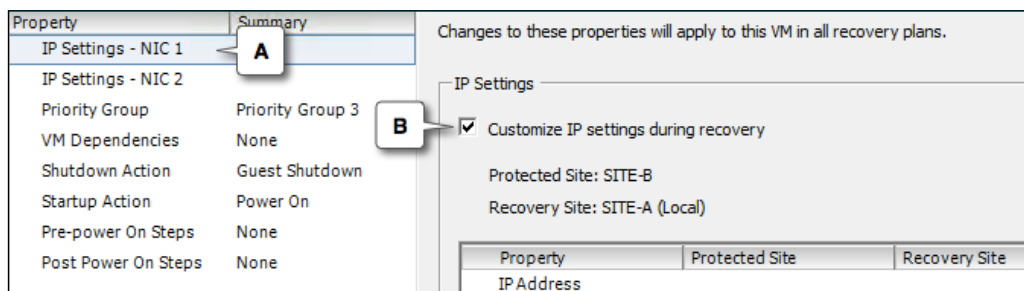 Property Summary
IP Settings - NIC 1
A
IP Settings - NIC 2
Priority Group Priority Group 3
VM Dependencies None
Shutdown Action Guest Shutdown
Startup Action Power On
Pre-power On Steps None
Post Power On Steps None
Changes to these properties will apply to this VM in all recovery plans.
IP Settings
B
Customize IP settings during recovery
Protected Site: SITE-B
Recovery Site: SITE-A (Local)
Property Protected Site Recovery Site
IP Address